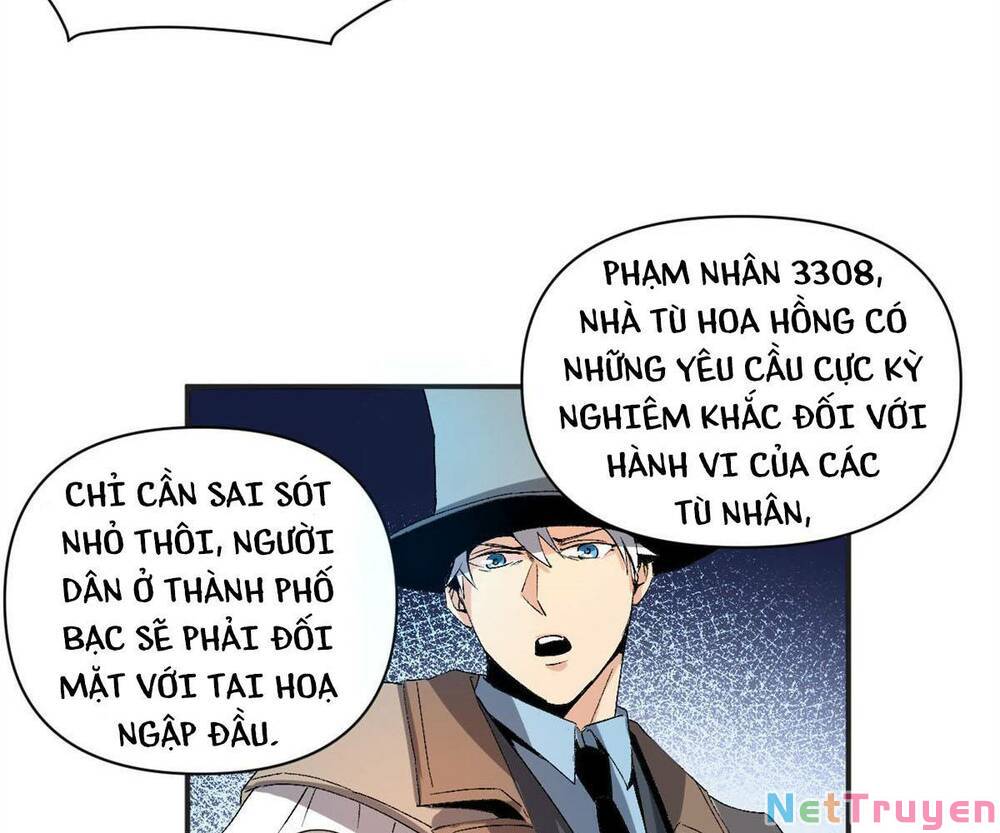 PHẠM NHÂN 3308,
NHÀ TÙ HOA HỒNG CÓ
NHỮNG YÊU CẦU CỰC KỲ
NGHIÊM KHẮC ĐỐI VỚI
HÀNH VI CỦA CÁC
TÙ NHÂN,
CHỈ CẦN SAI SÓT
NHỎ THÔI, NGƯỜI
DÂN Ở THÀNH PHỐ
BẠC SẼ PHẢI ĐỐI
MẶT VỚI TAI HOẠ
NGẬP ĐẦU.
NetTruyen